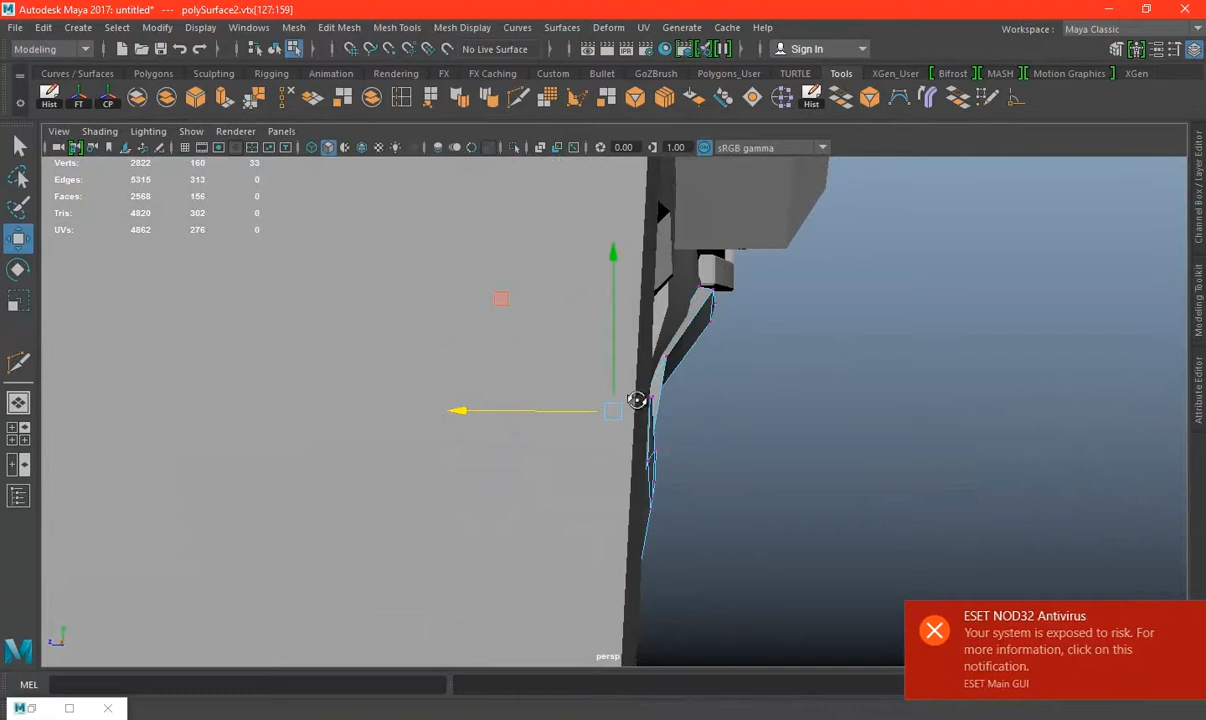 Autodesk Maya 2017: untitled* --- polySurface2.vtx[127:159]
File Edit Create Select Modify Display Windows Mesh Edit Mesh Mesh Tools Mesh Display Curves Surfaces Deform UV Generate Cache Help Workspace : Maya Classic
Modeling No Live Surface Sign In
Curves / Surfaces Polygons Sculpting Rigging Animation Rendering FX FX Caching Custom Bullet GoZBrush Polygons_User TURTLE Tools XGen_User Bifrost MASH Motion Graphics XGen
Hist FT CP Hist
View Shading Lighting Show Renderer Panels
0.00 1.00 sRGB gamma
Verts: 2822 160 33
Edges: 5315 313 0
Faces: 2568 156 0
Tris: 4820 302 0
UVs: 4862 276 0
Channel Box / Layer Editor
Modeling Toolkit
Attribute Editor
z
persp
MEL
ESET NOD32 Antivirus
Your system is exposed to risk. For
more information, click on this
notification.
ESET Main GUI